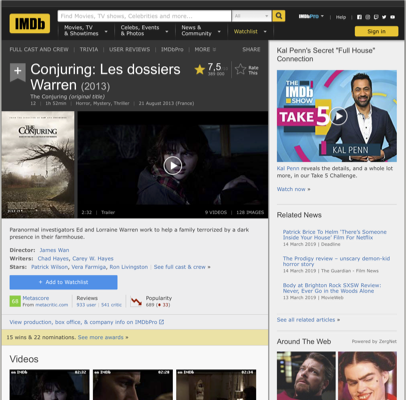 IMDb
Find Movies, TV shows, Celebrities and more...
All
IMDbPro
Help
Movies, TV & Showtimes
Celebs, Events & Photos
News & Community
Watchlist
Sign in
FULL CAST AND CREW | TRIVIA | USER REVIEWS | IMDbPro | MORE
SHARE
Conjuring: Les dossiers
Warren (2013)
The Conjuring (original title)
12 | 1h 52min | Horror, Mystery, Thriller | 21 August 2013 (France)
7,5
Rate
This
THE
CONJURING
2:32 | Trailer
9 VIDEOS | 128 IMAGES
Paranormal investigators Ed and Lorraine Warren work to help a family terrorized by a dark
presence in their farmhouse.
Director: James Wan
Writers: Chad Hayes, Carey W. Hayes
Stars: Patrick Wilson, Vera Farmiga, Ron Livingston | See full cast & crew »
+ Add to Watchlist
68
Metascore
From metacritic.com
Reviews
933 user | 541 critic
Popularity
689 (33)
View production, box office, & company info on IMDbPro
15 wins & 22 nominations. See more awards »
Videos
02:32
02:30
Kal Penn's Secret "Full House"
Connection
THE
IMDb
SHOW
TAKE 5
KAL PENN
Kal Penn reveals the details, and a whole lot
more, in our Take 5 Challenge.
Watch now »
Related News
Patrick Brice To Helm 'There's Someone
Inside Your House' Film For Netflix
14 March 2019 | Deadline
The Prodigy review – unscary demon-kid
horror story
14 March 2019 | The Guardian - Film News
Body at Brighton Rock SXSW Review:
Never, Ever Go in the Woods Alone
13 March 2019 | MovieWeb
See all related articles »
Around The Web
Powered by ZergNet